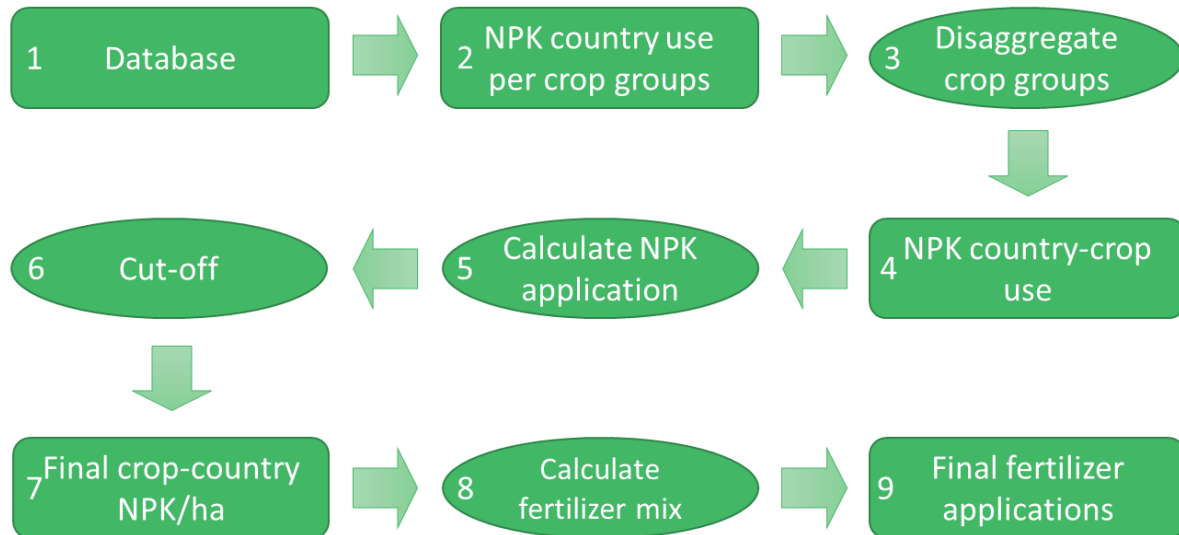 1 Database
2 NPK country use
per crop groups
3 Disaggregate
crop groups
4 NPK country-crop
use
5 Calculate NPK
application
6 Cut-off
7 Final crop-country
NPK/ha
8 Calculate
fertilizer mix
9 Final fertilizer
applications